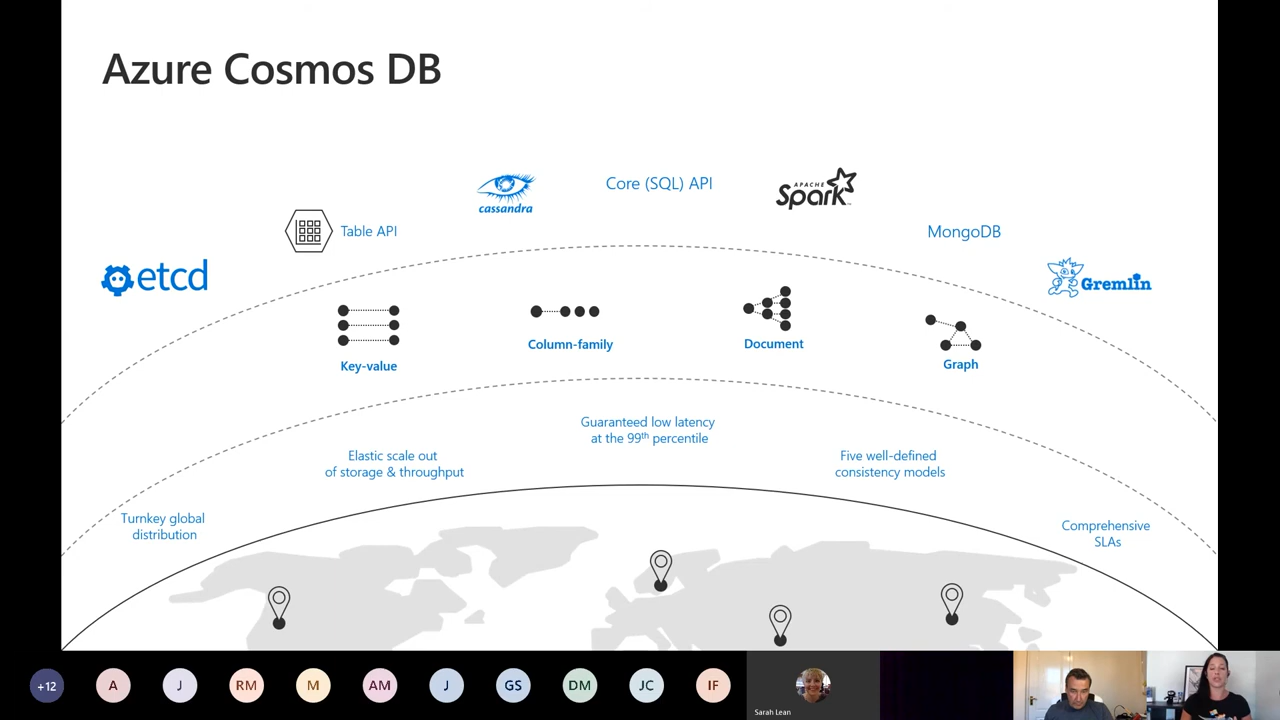 Azure Cosmos DB
Core (SQL) API
APACHE
Spark
cassandra
Table API
MongoDB
etcd
Gremlin
Key-value
Column-family
Document
Graph
Guaranteed low latency
at the 99th percentile
Elastic scale out
of storage & throughput
Five well-defined
consistency models
Turnkey global
distribution
Comprehensive
SLAs
+12
A
J
RM
M
AM
J
GS
DM
JC
IF
Sarah Lean